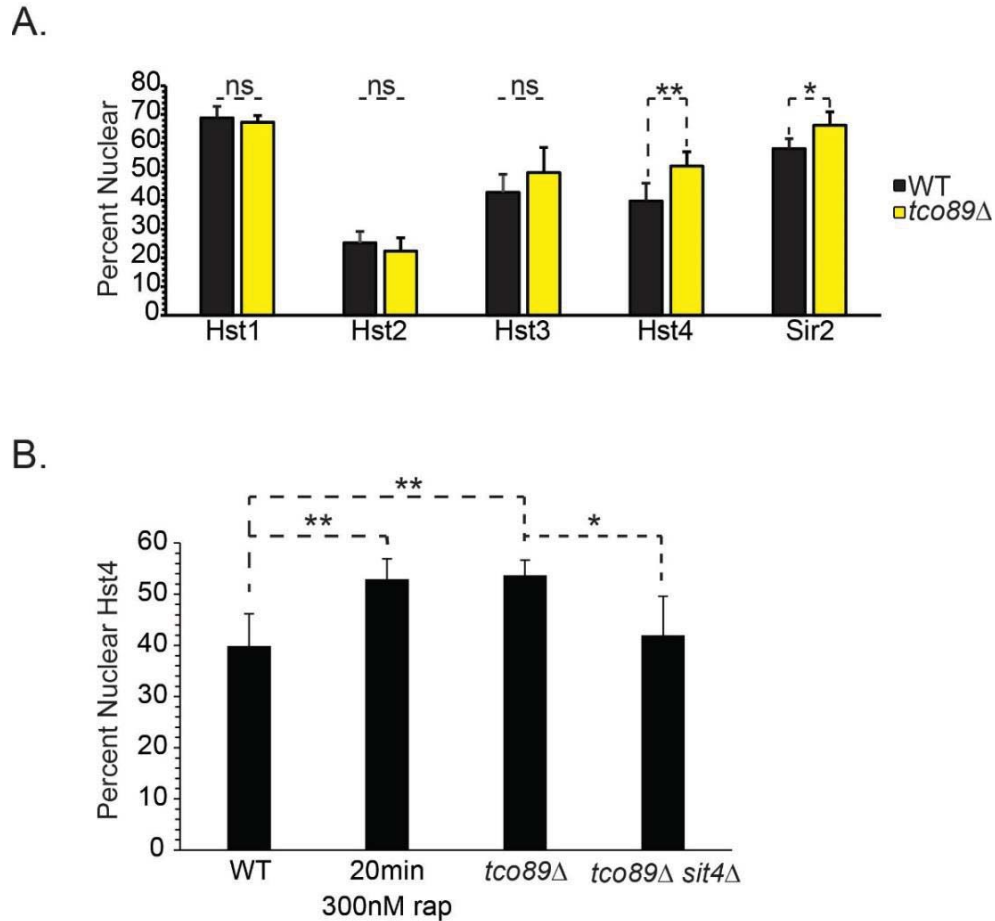 A.
Percent Nuclear
80
70
60
50
40
30
20
10
0
ns
ns
ns
**
*
Hst1
Hst2
Hst3
Hst4
Sir2
WT
tco89Δ
B.
Percent Nuclear Hst4
60
50
40
30
20
10
0
**
**
*
WT
20min
300nM rap
tco89Δ
tco89Δ sit4Δ